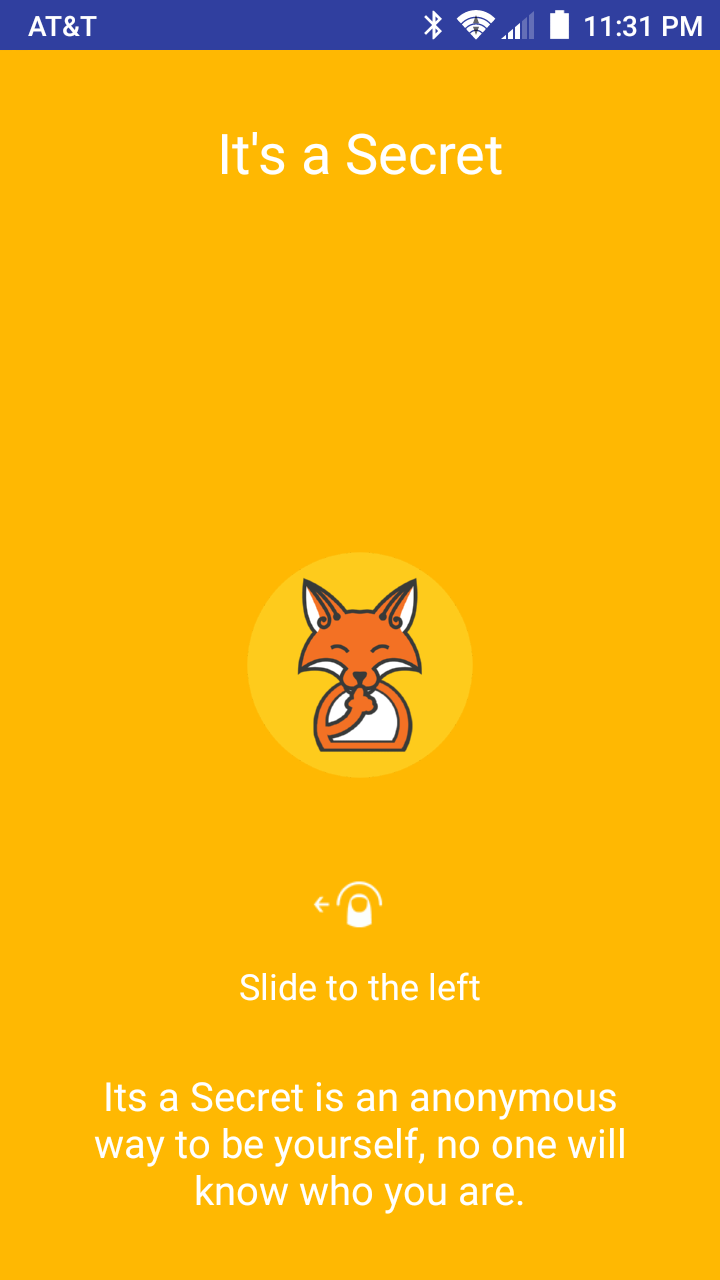 AT&T 11:31 PM
It's a Secret
Slide to the left
Its a Secret is an anonymous
way to be yourself, no one will
know who you are.